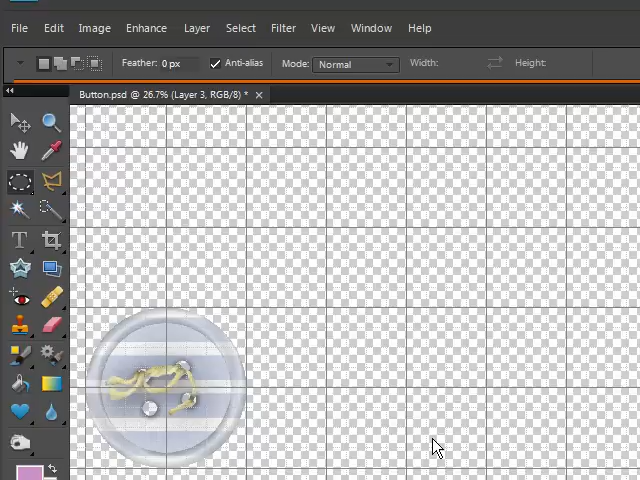 File Edit Image Enhance Layer Select Filter View Window Help
Feather: 0 px Anti-alias Mode: Normal Width: Height:
Button.psd @ 26.7% (Layer 3, RGB/8) * ×
T